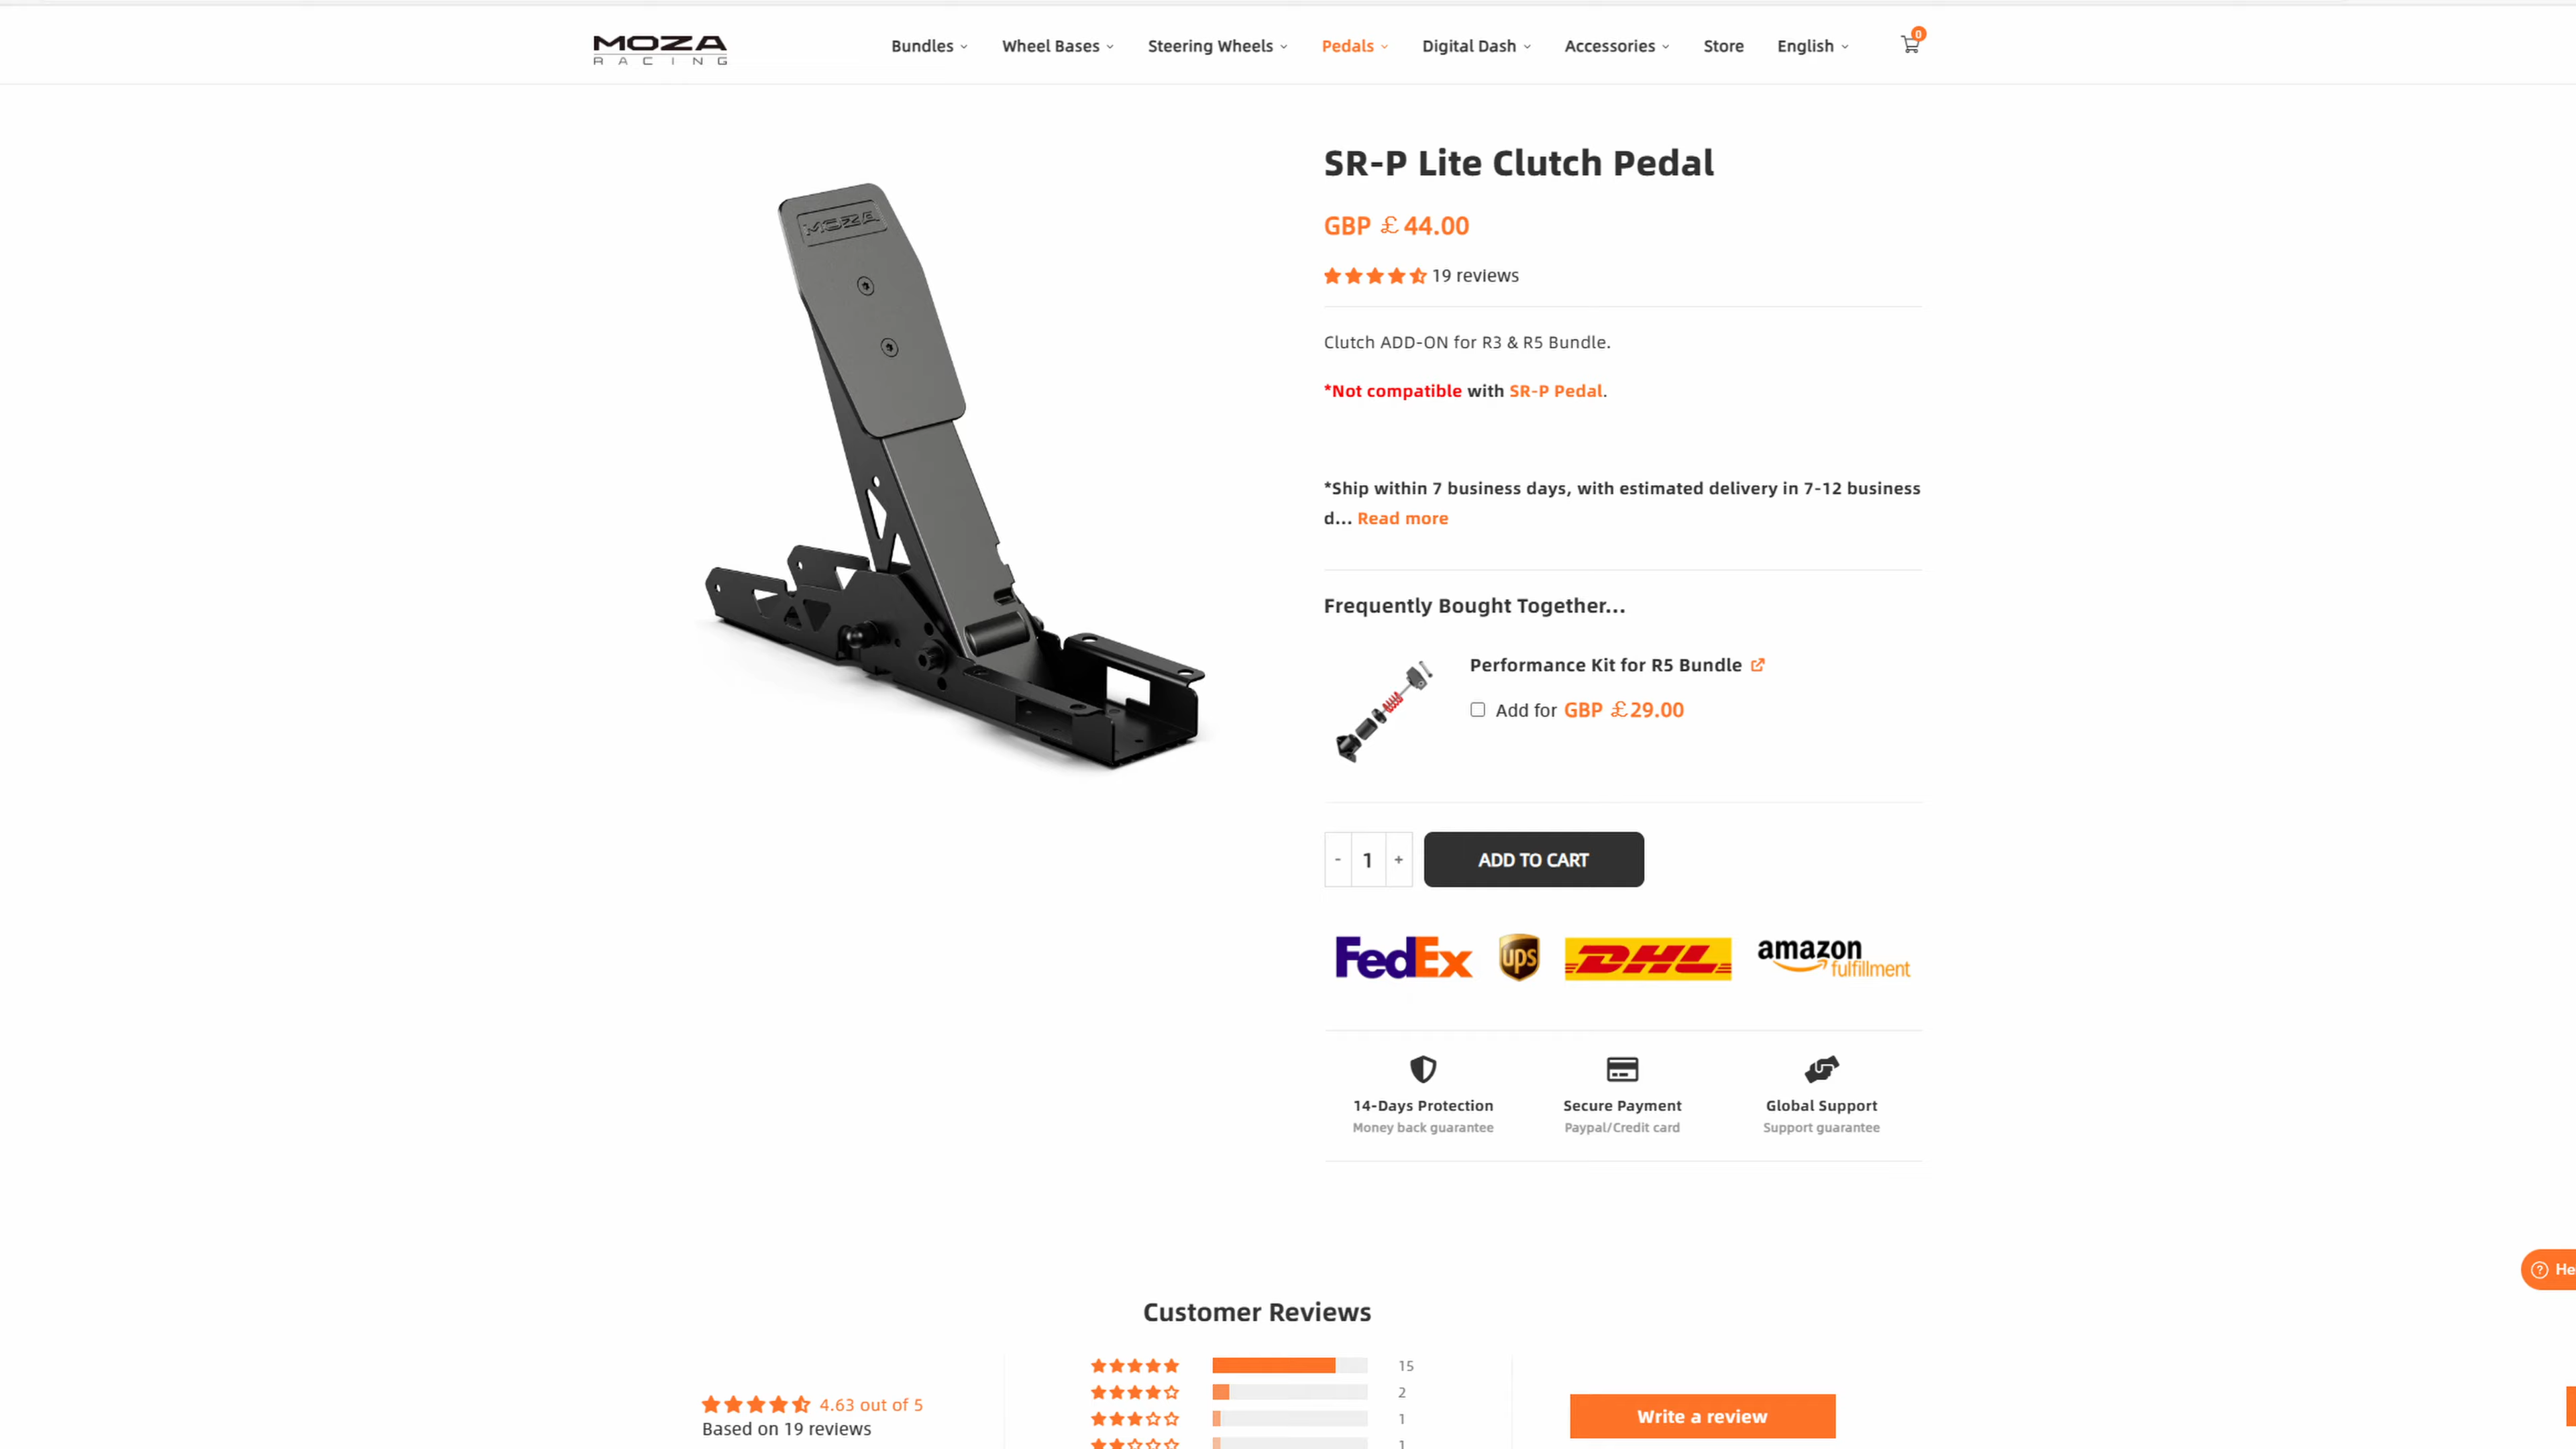 MOZA
RACING
Bundles
Wheel Bases
Steering Wheels
Pedals
Digital Dash
Accessories
Store
English
0
MOZA
SR-P Lite Clutch Pedal
GBP £44.00
19 reviews
Clutch ADD-ON for R3 & R5 Bundle.
*Not compatible with SR-P Pedal.
*Ship within 7 business days, with estimated delivery in 7-12 business
d... Read more
Frequently Bought Together...
Performance Kit for R5 Bundle
Add for GBP £29.00
- 1 +
ADD TO CART
FedEx
ups
DHL
amazon
fulfillment
14-Days Protection
Money back guarantee
Secure Payment
Paypal/Credit card
Global Support
Support guarantee
? He
Customer Reviews
4.63 out of 5
Based on 19 reviews
15
2
1
1
Write a review